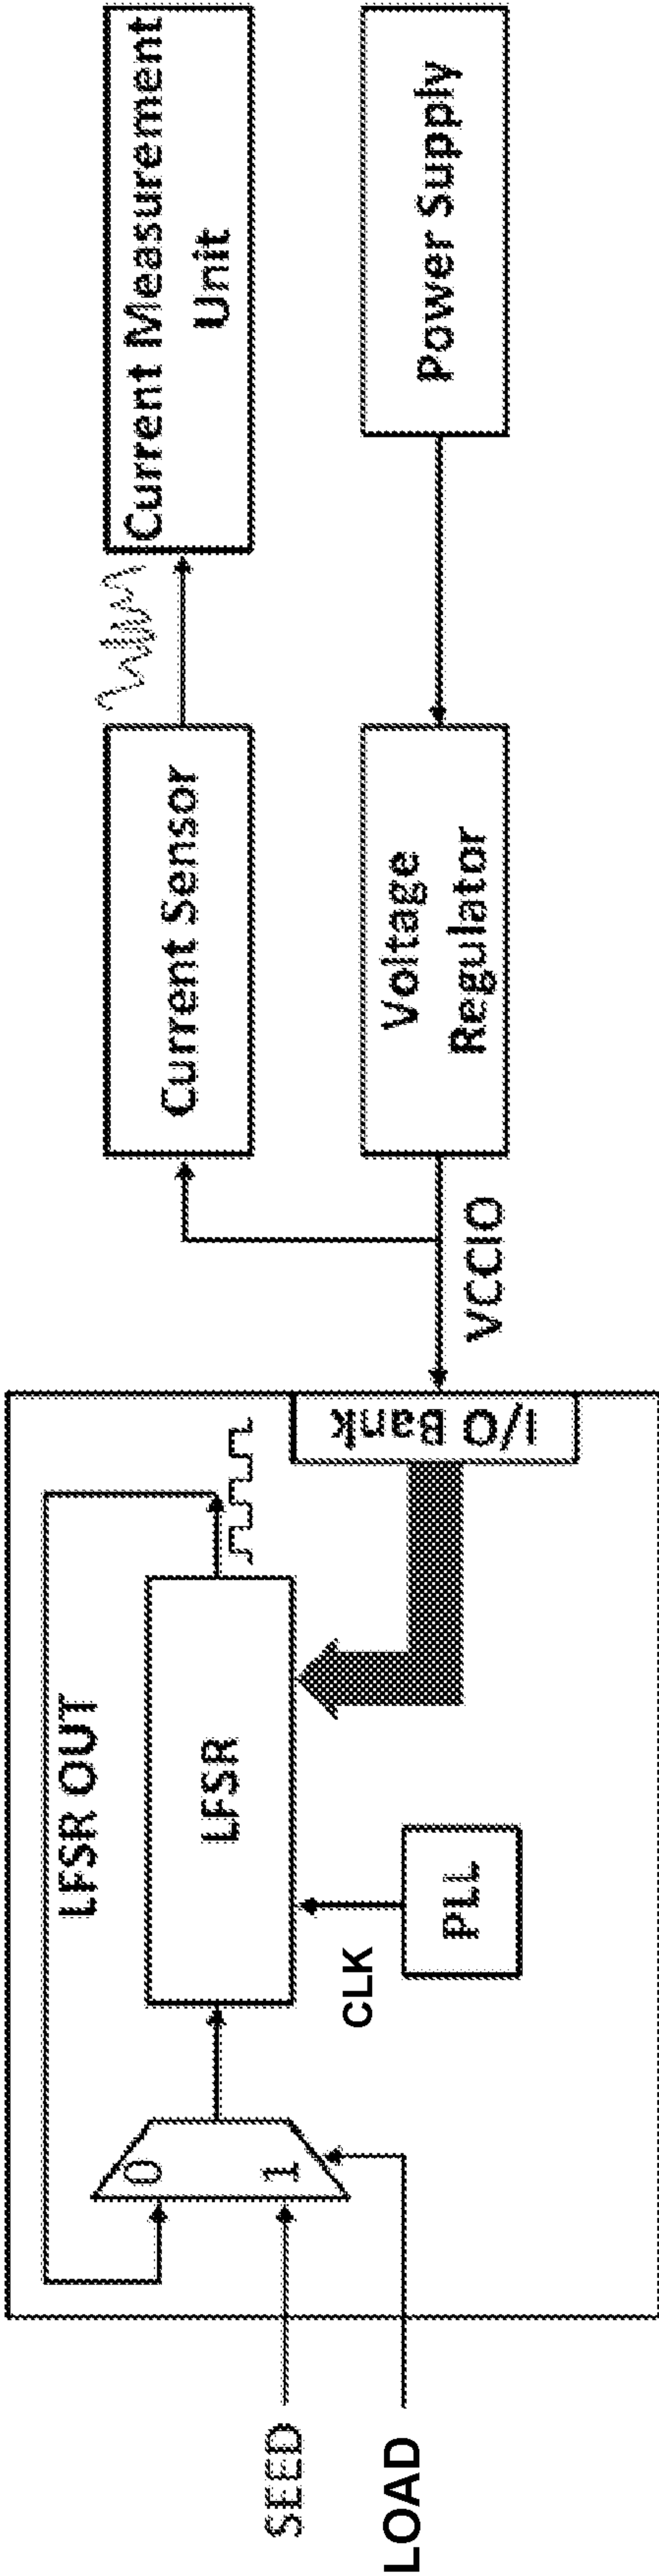 SEED
LOAD
0
1
LFSR OUT
LFSR
CLK
PLL
I/O Bank
VCCIO
Current Sensor
Voltage
Regulator
Current Measurement
Unit
Power Supply